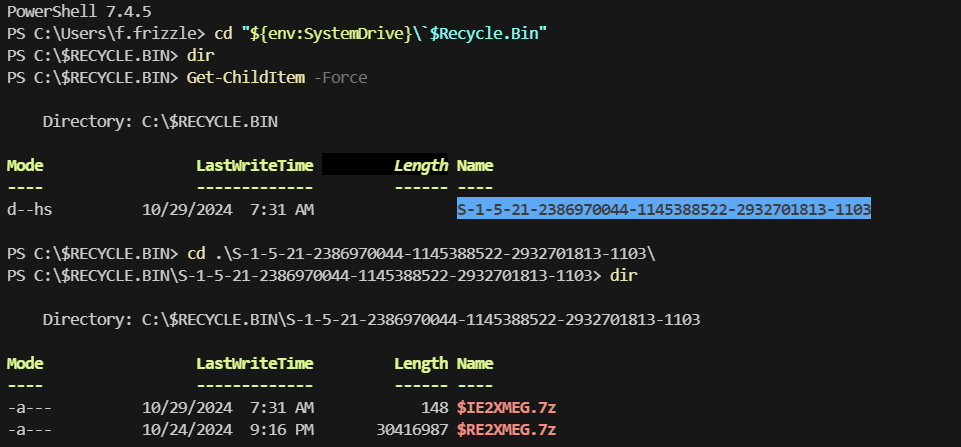 PowerShell 7.4.5
PS C:\Users\f.frizzle> cd "${env:SystemDrive}\`$Recycle.Bin"
PS C:\$RECYCLE.BIN> dir
PS C:\$RECYCLE.BIN> Get-ChildItem -Force
Directory: C:\$RECYCLE.BIN
Mode LastWriteTime Length Name
---- ------------- ------ ----
d--hs 10/29/2024 7:31 AM S-1-5-21-2386970044-1145388522-2932701813-1103
PS C:\$RECYCLE.BIN> cd .\S-1-5-21-2386970044-1145388522-2932701813-1103\
PS C:\$RECYCLE.BIN\S-1-5-21-2386970044-1145388522-2932701813-1103> dir
Directory: C:\$RECYCLE.BIN\S-1-5-21-2386970044-1145388522-2932701813-1103
Mode LastWriteTime Length Name
---- ------------- ------ ----
-a--- 10/29/2024 7:31 AM 148 $IE2XMEG.7z
-a--- 10/24/2024 9:16 PM 30416987 $RE2XMEG.7z